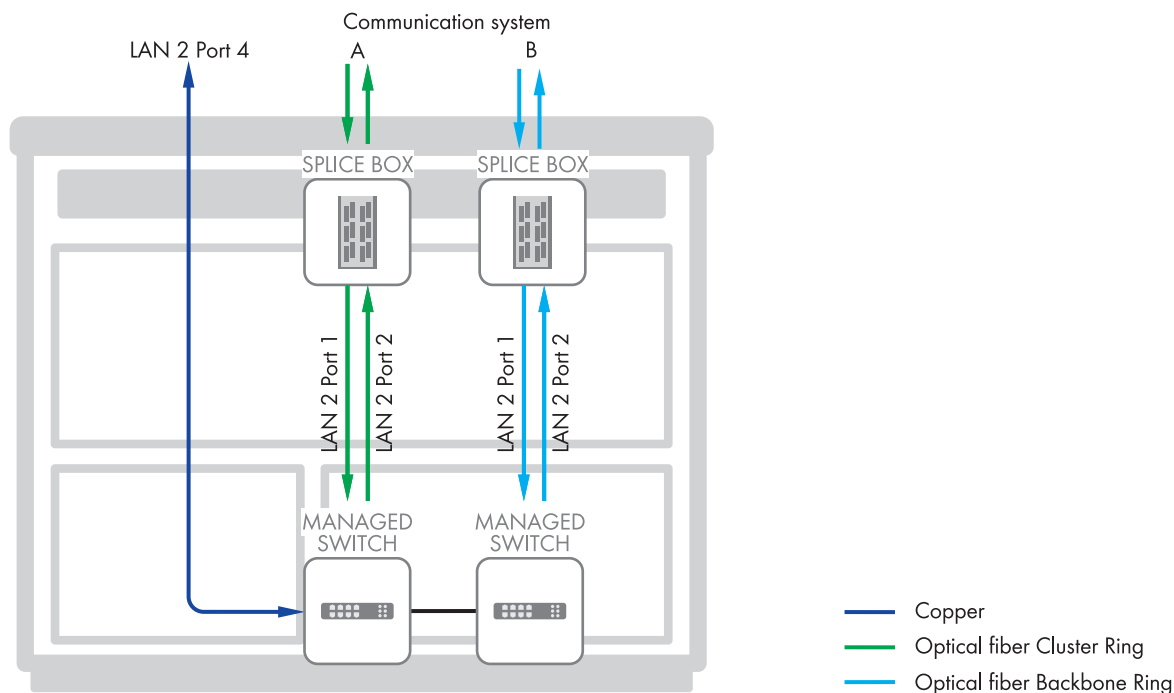 Communication system
LAN 2 Port 4
A
B
SPLICE BOX
SPLICE BOX
LAN 2 Port 1
LAN 2 Port 2
LAN 2 Port 1
LAN 2 Port 2
MANAGED
SWITCH
MANAGED
SWITCH
Copper
Optical fiber Cluster Ring
Optical fiber Backbone Ring